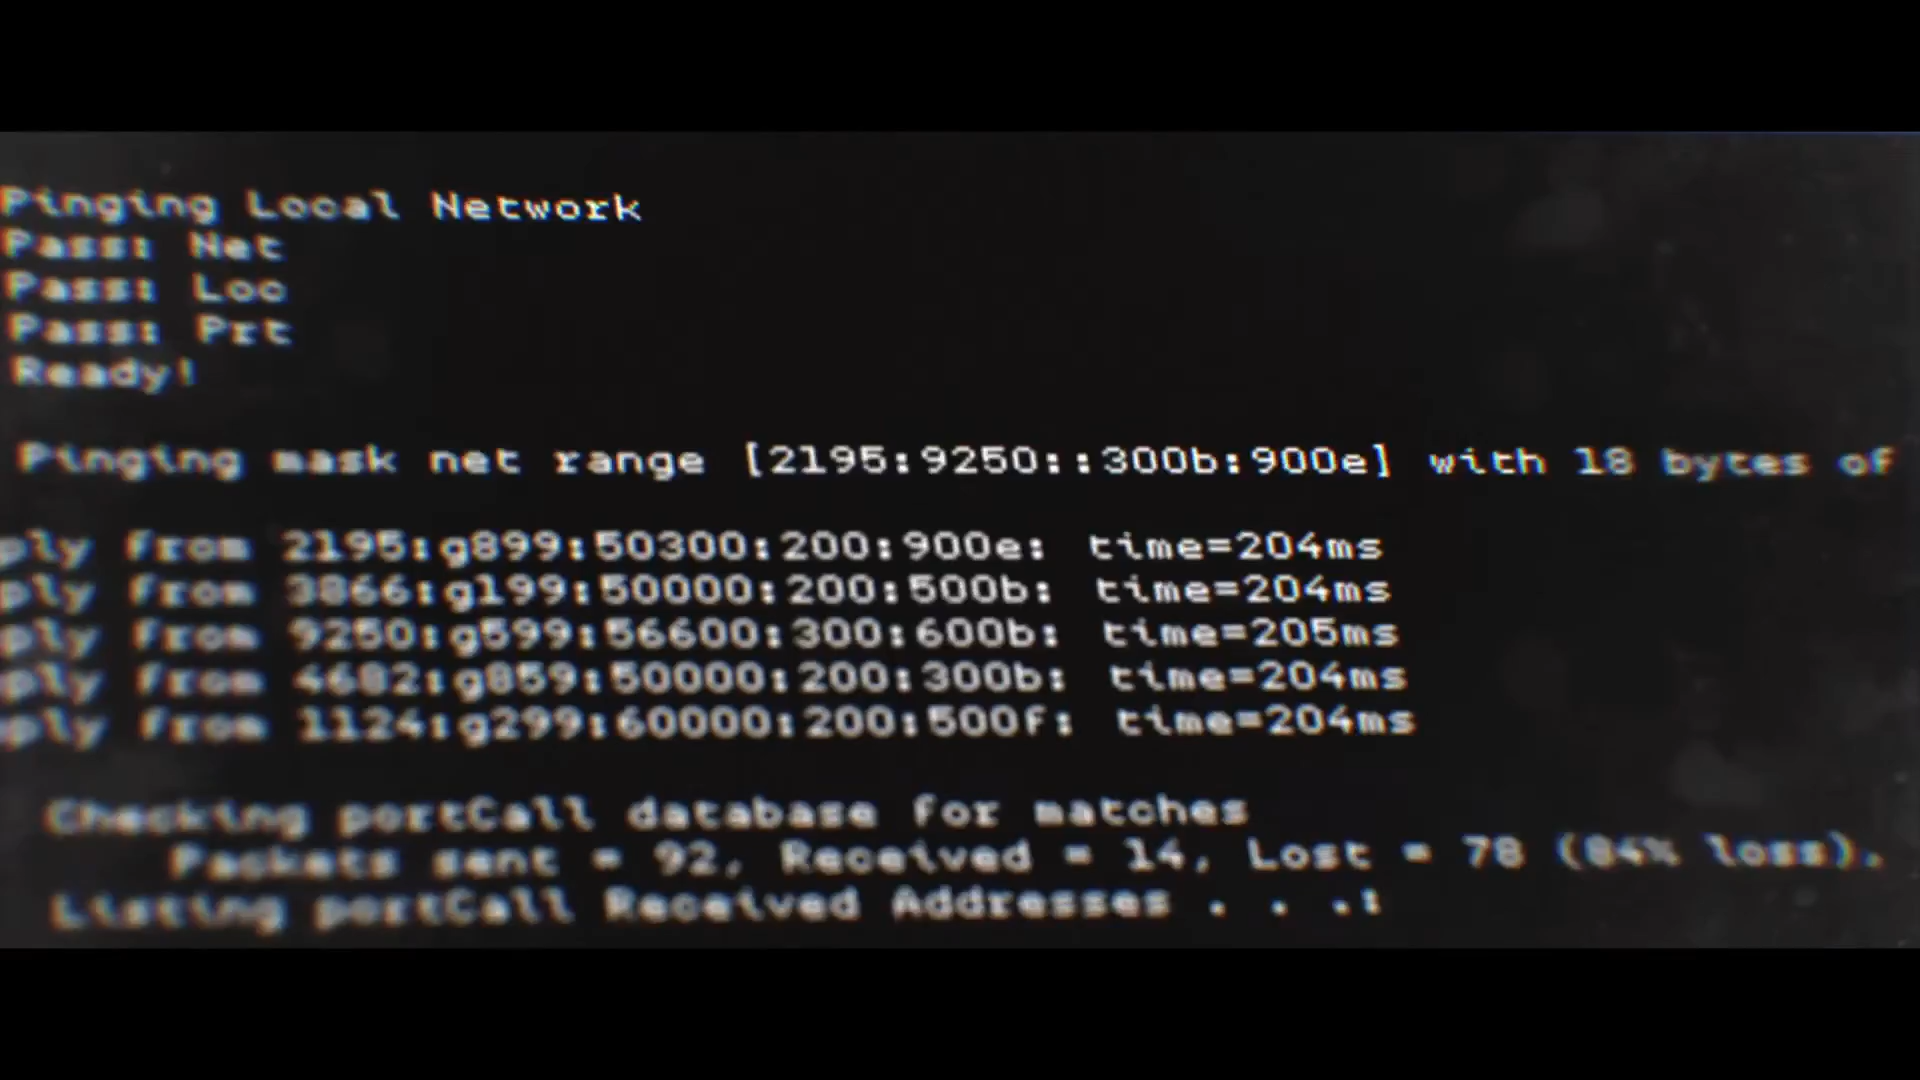 Pinging Local Network
Pass: Net
Pass: Loc
Pass: Prt
Ready!
Pinging mask net range [2195:9250::300b:900e] with 18 bytes of
ply from 2195:g899:50300:200:900e: time=204ms
ply from 3866:g199:50000:200:500b: time=204ms
ply from 9250:g599:56600:300:600b: time=205ms
ply from 4682:g859:50000:200:300b: time=204ms
ply from 1124:g299:60000:200:500F: time=204ms
Checking portCall database for matches
Packets sent = 92, Received = 14, Lost = 78 (84% loss).
Listing portCall Received Addresses . . .: